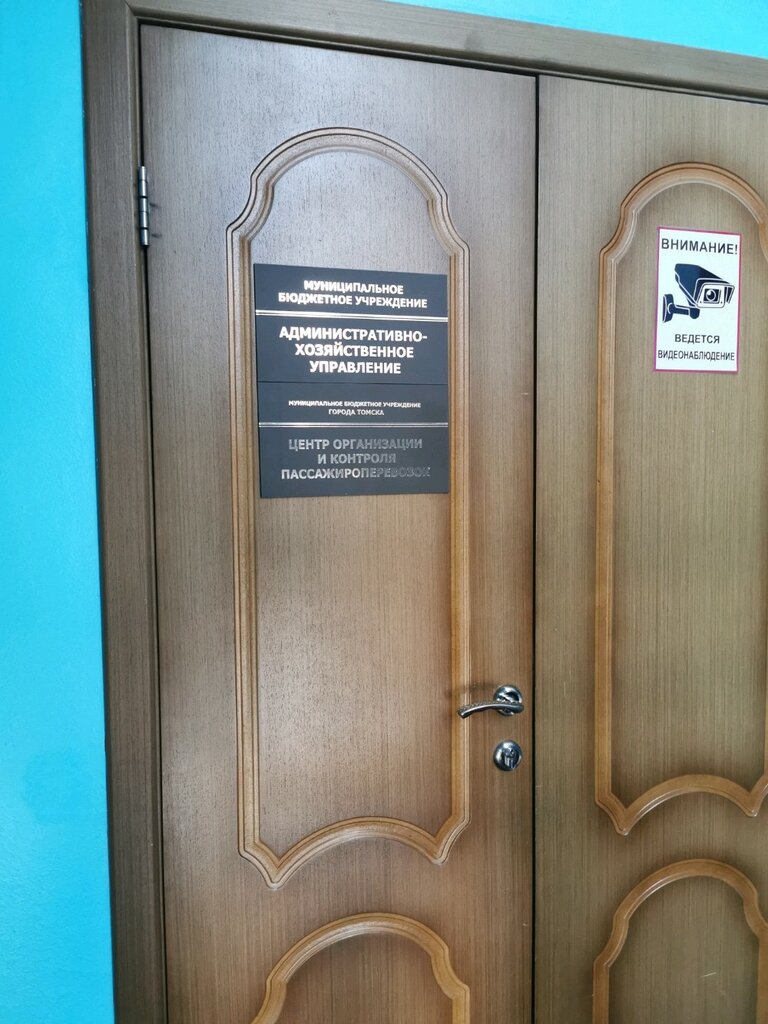 МУНИЦИПАЛЬНОЕ
БЮДЖЕТНОЕ УЧРЕЖДЕНИЕ
АДМИНИСТРАТИВНО-
ХОЗЯЙСТВЕННОЕ
УПРАВЛЕНИЕ
МУНИЦИПАЛЬНОЕ БЮДЖЕТНОЕ УЧРЕЖДЕНИЕ
ГОРОДА ТОМСКА
ЦЕНТР ОРГАНИЗАЦИИ
И КОНТРОЛЯ
ПАССАЖИРОПЕРЕВОЗОК
ВНИМАНИЕ!
ВЕДЕТСЯ
ВИДЕОНАБЛЮДЕНИЕ